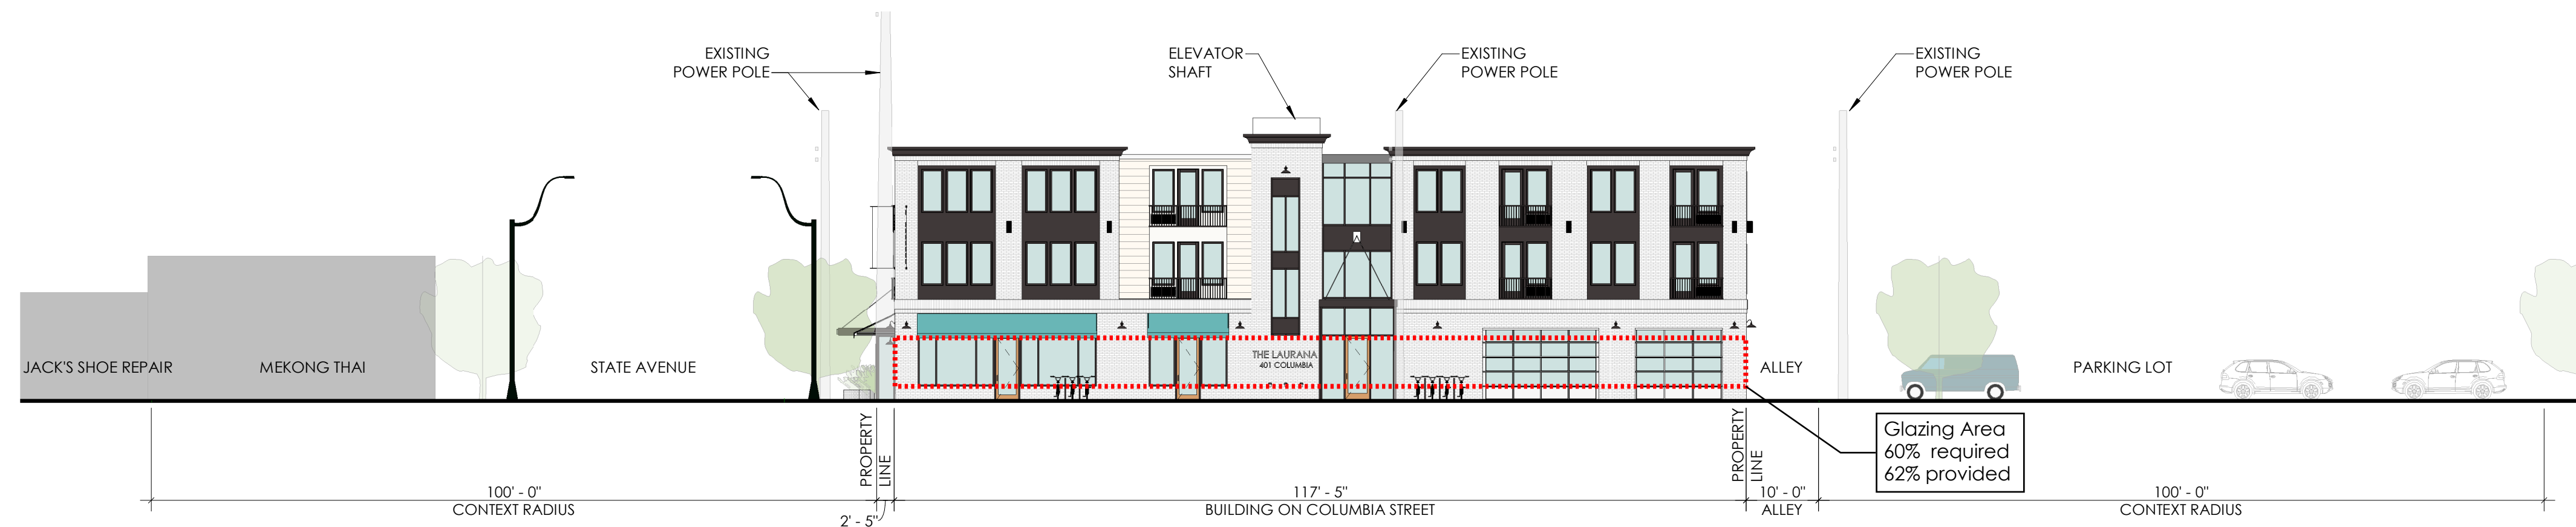 EXISTING
POWER POLE
ELEVATOR
SHAFT
EXISTING
POWER POLE
EXISTING
POWER POLE
JACK'S SHOE REPAIR
MEKONG THAI
STATE AVENUE
THE LAURANA
401 COLUMBIA
ALLEY
PARKING LOT
PROPERTY
LINE
PROPERTY
LINE
Glazing Area
60% required
62% provided
100' - 0"
CONTEXT RADIUS
2' - 5"
117' - 5"
BUILDING ON COLUMBIA STREET
10' - 0"
ALLEY
100' - 0"
CONTEXT RADIUS